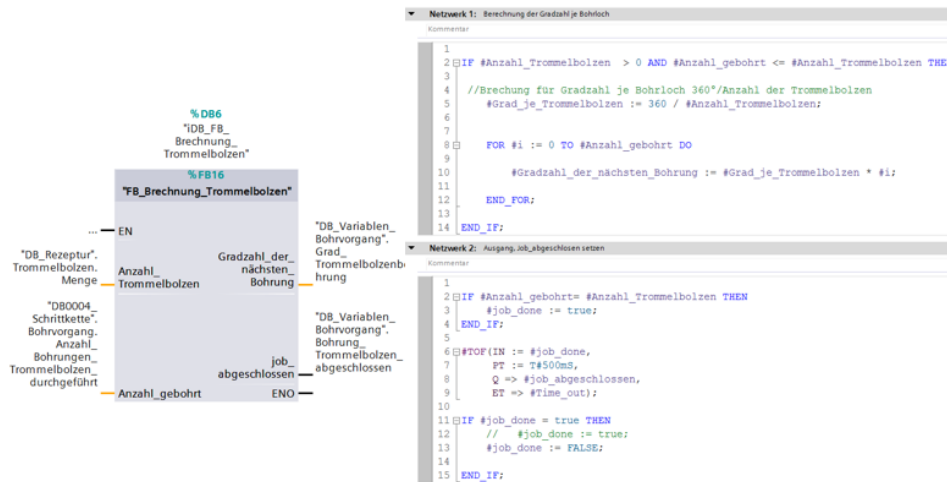 %DB6
"iDB_FB_
Brechnung_
Trommelbolzen"
%FB16
"FB_Brechnung_Trommelbolzen"
... EN
"DB_Rezeptur".
Trommelbolzen.
Menge
Anzahl_
Trommelbolzen
"DB0004_
Schrittkette".
Bohrvorgang.
Anzahl_
Bohrungen_
Trommelbolzen_
durchgeführt
Anzahl_gebohrt
Gradzahl_der_
nächsten_
Bohrung
"DB_Variablen_
Bohrvorgang".
Grad_
Trommelbolzenbo
hrung
job_
abgeschlossen
"DB_Variablen_
Bohrvorgang".
Bohrung_
Trommelbolzen_
abgeschlossen
ENO
Netzwerk 1: Berechnung der Gradzahl je Bohrloch
Kommentar
1
2 IF #Anzahl_Trommelbolzen > 0 AND #Anzahl_gebohrt <= #Anzahl_Trommelbolzen THE
3
4 //Brechung für Gradzahl je Bohrloch 360°/Anzahl der Trommelbolzen
5 #Grad_je_Trommelbolzen := 360 / #Anzahl_Trommelbolzen;
6
7
8 FOR #i := 0 TO #Anzahl_gebohrt DO
9
10 #Gradzahl_der_nächsten_Bohrung := #Grad_je_Trommelbolzen * #i;
11
12 END_FOR;
13
14 END_IF;
Netzwerk 2: Ausgang, Job_abgeschlosen setzen
Kommentar
1
2 IF #Anzahl_gebohrt= #Anzahl_Trommelbolzen THEN
3 #job_done := true;
4 END_IF;
5
6 #TOF(IN := #job_done,
7 PT := T#500mS,
8 Q => #job_abgeschlossen,
9 ET => #Time_out);
10
11 IF #job_done = true THEN
12 // #job_done := true;
13 #job_done := FALSE;
14
15 END_IF;